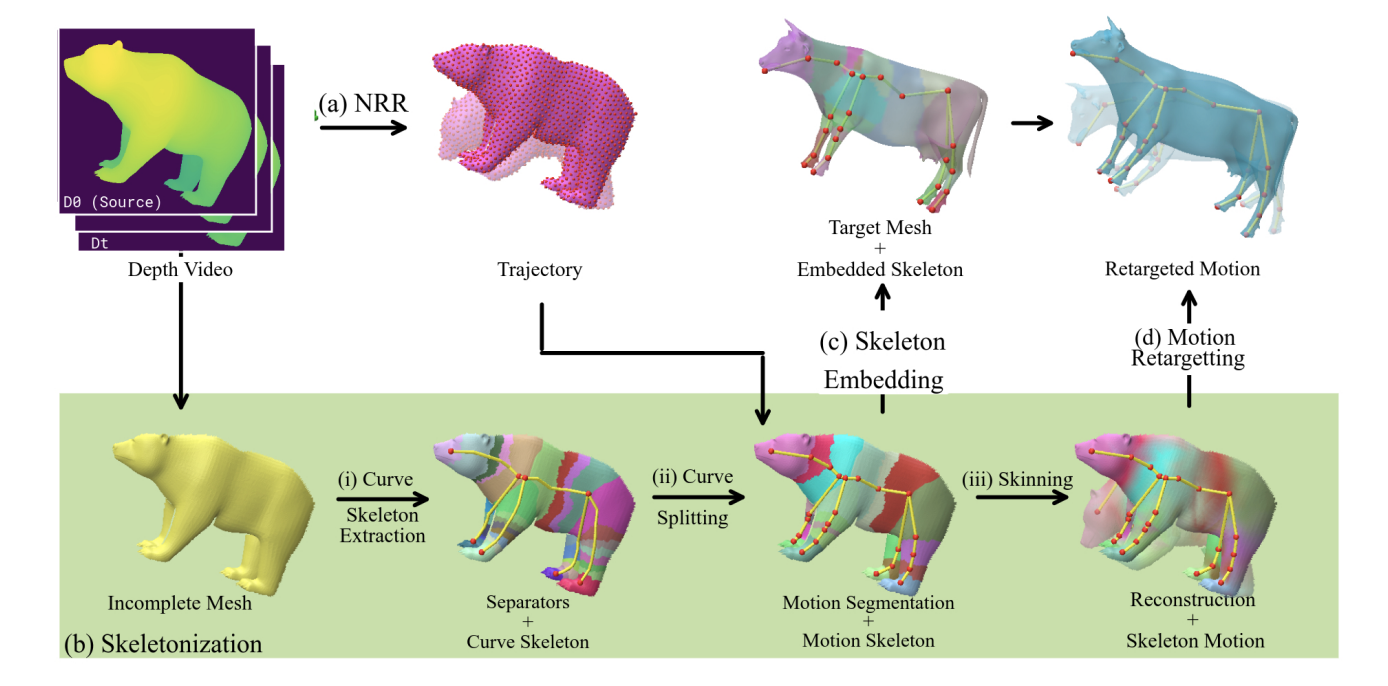 (a) NRR
D0 (Source)
Dt
Depth Video
Trajectory
Target Mesh
+
Embedded Skeleton
Retargeted Motion
(c) Skeleton
Embedding
(d) Motion
Retargetting
(i) Curve
Skeleton
Extraction
(ii) Curve
Splitting
(iii) Skinning
Incomplete Mesh
Separators
+
Curve Skeleton
Motion Segmentation
+
Motion Skeleton
Reconstruction
+
Skeleton Motion
(b) Skeletonization